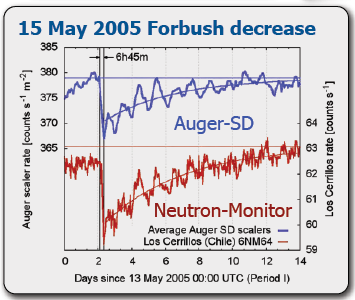 15 May 2005 Forbush decrease
6h45m
385
380
375
370
365
Auger scaler rate [counts s⁻¹ m⁻²]
Auger-SD
64
63
62
61
60
59
Los Cerrillos rate [counts s⁻¹]
Neutron-Monitor
Average Auger SD scalers
Los Cerrillos (Chile) 6NM64
0 2 4 6 8 10 12 14
Days since 13 May 2005 00:00 UTC (Period I)